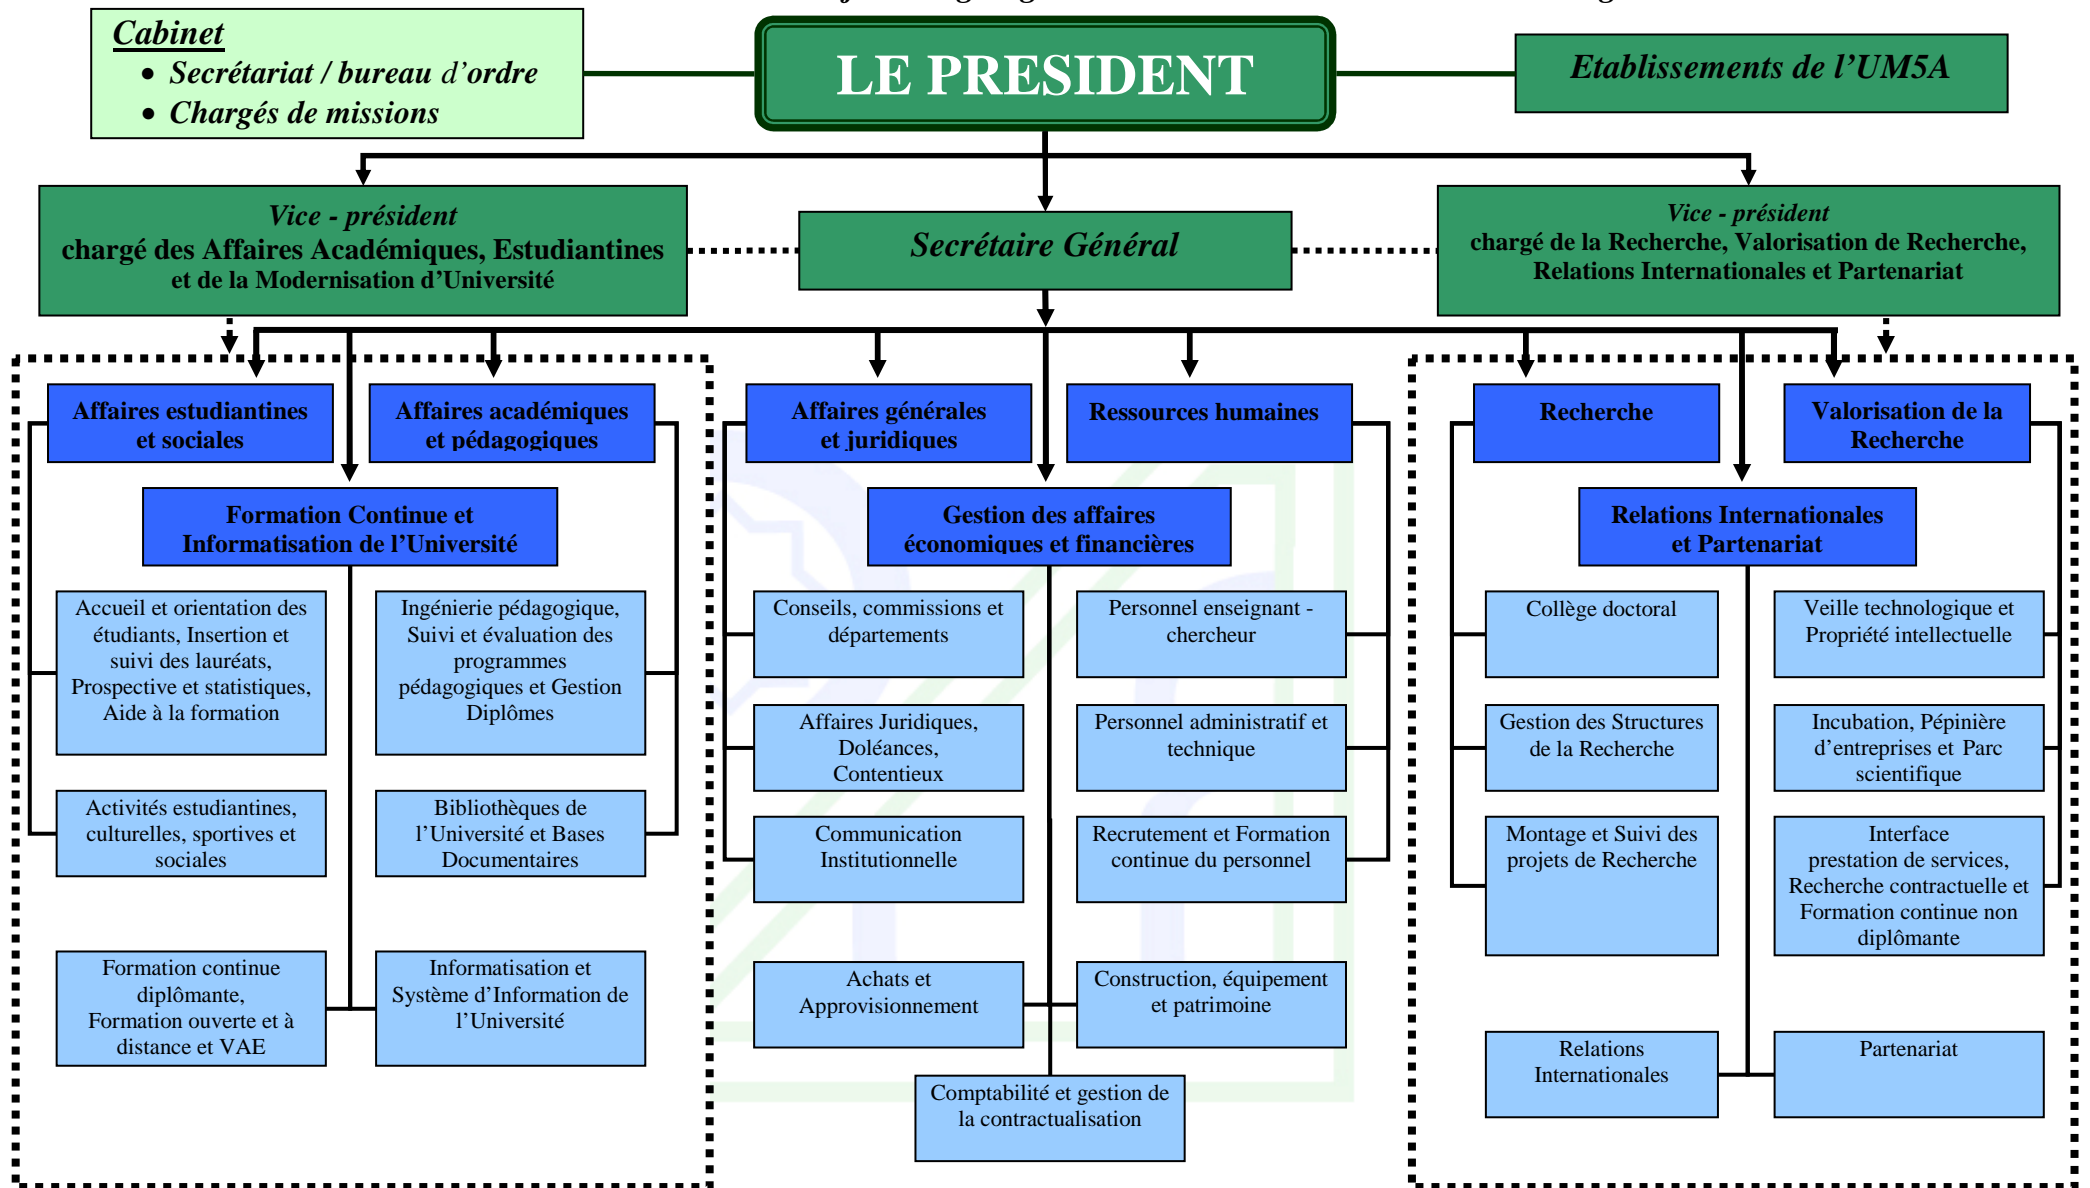 Cabinet
• Secrétariat / bureau d’ordre
• Chargés de missions
LE PRESIDENT
Etablissements de l’UM5A
Vice - président
chargé des Affaires Académiques, Estudiantines
et de la Modernisation d’Université
Secrétaire Général
Vice - président
chargé de la Recherche, Valorisation de Recherche,
Relations Internationales et Partenariat
Affaires estudiantines
et sociales
Affaires académiques
et pédagogiques
Affaires générales
et juridiques
Ressources humaines
Recherche
Valorisation de la
Recherche
Formation Continue et
Informatisation de l’Université
Gestion des affaires
économiques et financières
Relations Internationales
et Partenariat
Accueil et orientation des
étudiants, Insertion et
suivi des lauréats,
Prospective et statistiques,
Aide à la formation
Ingénierie pédagogique,
Suivi et évaluation des
programmes
pédagogiques et Gestion
Diplômes
Conseils, commissions et
départements
Personnel enseignant -
chercheur
Collège doctoral
Veille technologique et
Propriété intellectuelle
Affaires Juridiques,
Doléances,
Contentieux
Personnel administratif et
technique
Gestion des Structures
de la Recherche
Incubation, Pépinière
d’entreprises et Parc
scientifique
Activités estudiantines,
culturelles, sportives et
sociales
Bibliothèques de
l’Université et Bases
Documentaires
Communication
Institutionnelle
Recrutement et Formation
continue du personnel
Montage et Suivi des
projets de Recherche
Interface
prestation de services,
Recherche contractuelle et
Formation continue non
diplômante
Formation continue
diplômante,
Formation ouverte et à
distance et VAE
Informatisation et
Système d’Information de
l’Université
Achats et
Approvisionnement
Construction, équipement
et patrimoine
Relations
Internationales
Partenariat
Comptabilité et gestion de
la contractualisation